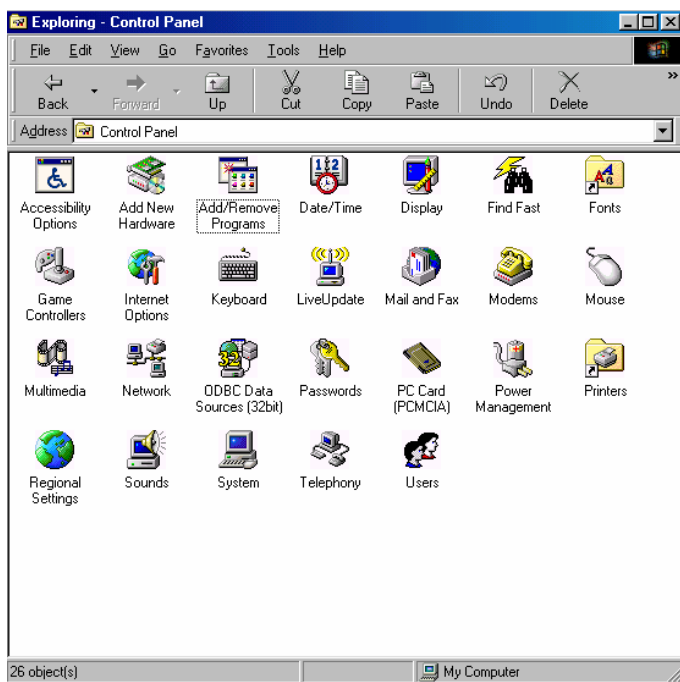 Exploring - Control Panel
File Edit View Go Favorites Tools Help
Back Forward Up Cut Copy Paste Undo Delete »
Address Control Panel
Accessibility Options
Add New Hardware
Add/Remove Programs
Date/Time
Display
Find Fast
Fonts
Game Controllers
Internet Options
Keyboard
LiveUpdate
Mail and Fax
Modems
Mouse
Multimedia
Network
ODBC Data Sources (32bit)
Passwords
PC Card (PCMCIA)
Power Management
Printers
Regional Settings
Sounds
System
Telephony
Users
26 object(s) My Computer